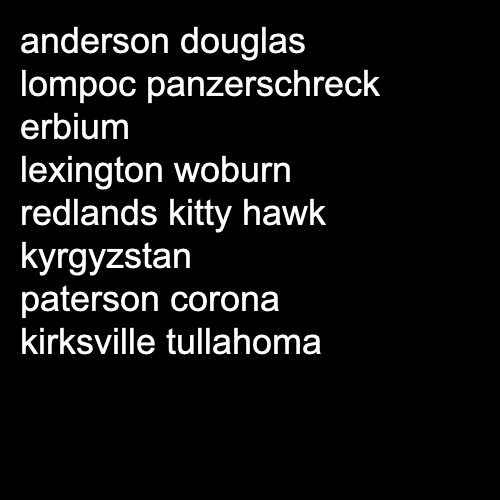 anderson douglas
lompoc panzerschreck
erbium
lexington woburn
redlands kitty hawk
kyrgyzstan
paterson corona
kirksville tullahoma